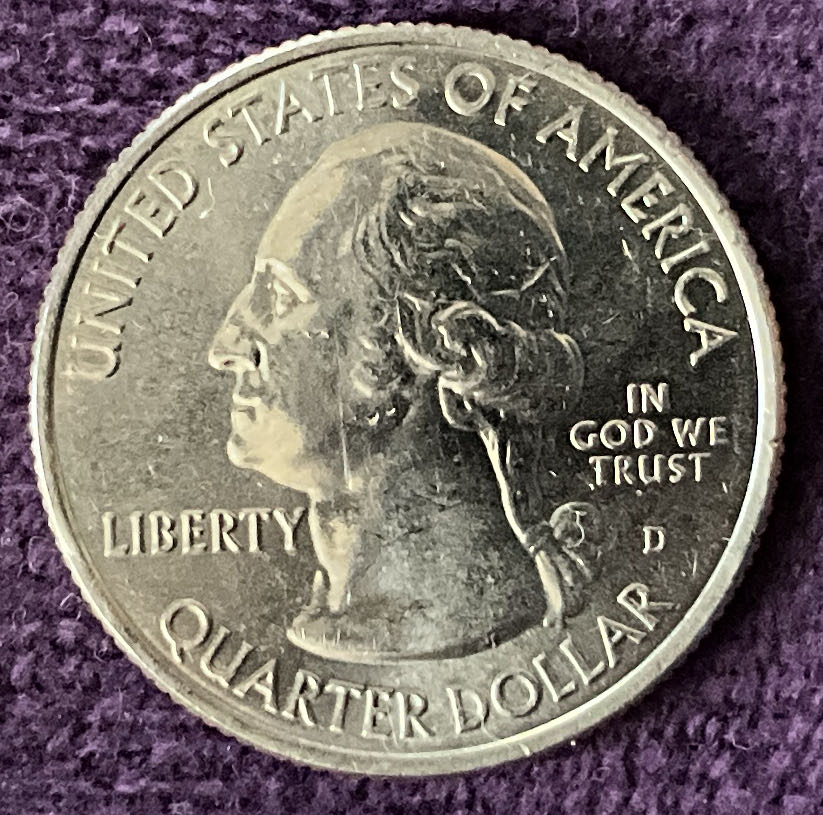 UNITED STATES OF AMERICA
IN
GOD WE
TRUST
LIBERTY
D
QUARTER DOLLAR